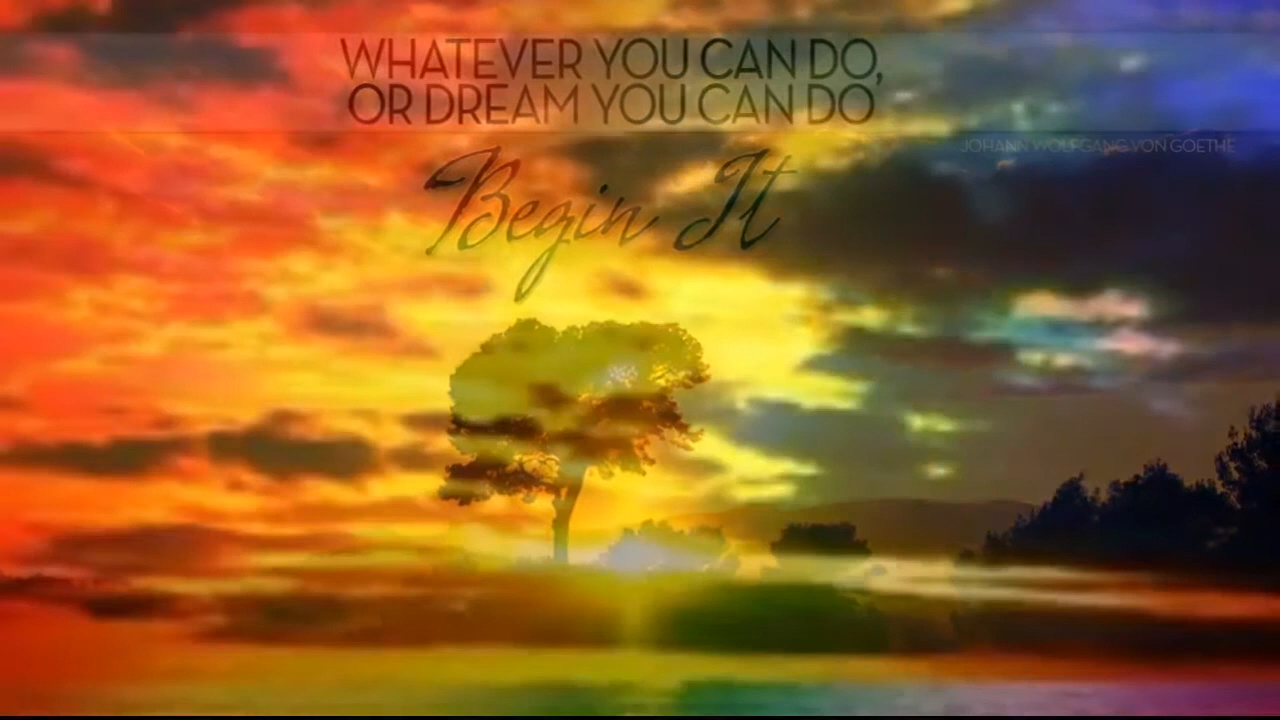 WHATEVER YOU CAN DO,
OR DREAM YOU CAN DO
JOHANN WOLFGANG VON GOETHE
Begin It